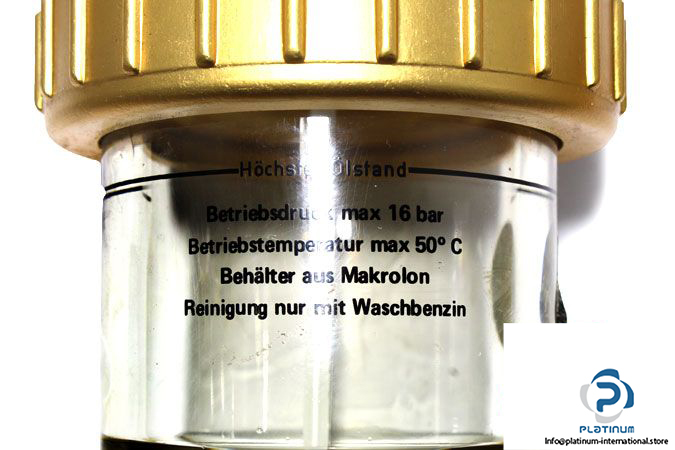 Höchster Ölstand
Betriebsdruck max 16 bar
Betriebstemperatur max 50° C
Behälter aus Makrolon
Reinigung nur mit Waschbenzin
PLATINUM
Info@platinum-international.store